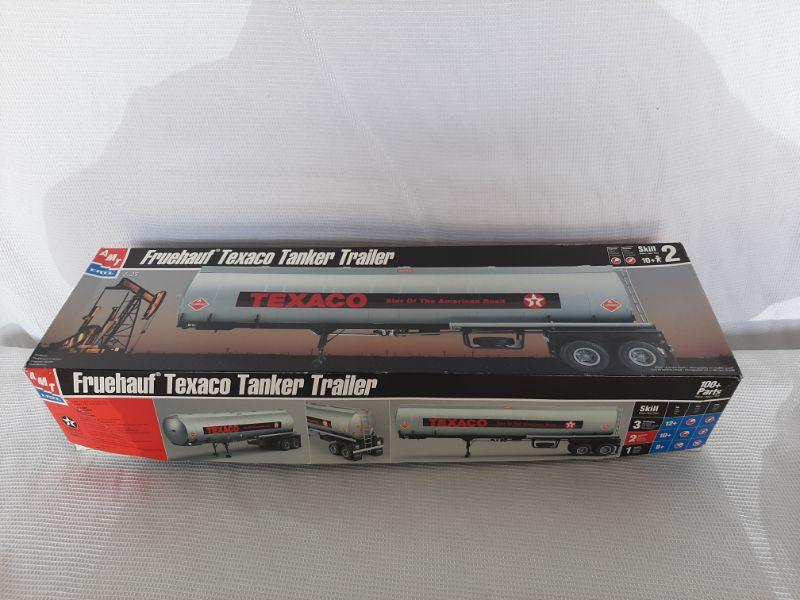 AMT
ERTL
Fruehauf® Texaco Tanker Trailer
Skill
10+ 2
TEXACO Star Of The American Road
AMT
ERTL
Fruehauf® Texaco Tanker Trailer
100+
Parts
TEXACO
TEXACO
Skill
3 12+
2 10+
1 8+